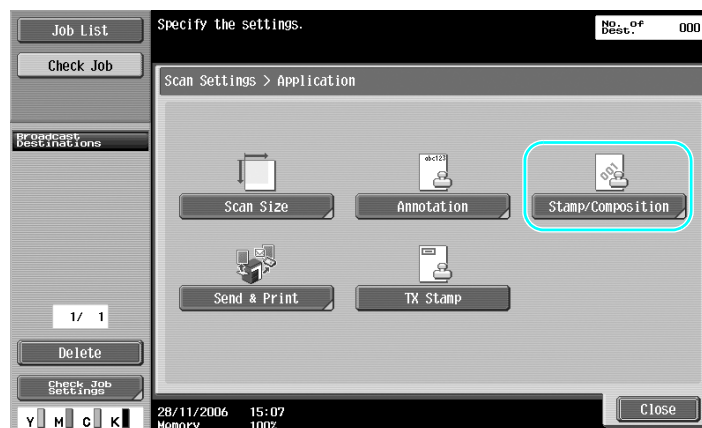 Job List
Check Job
Broadcast
Destinations
1/ 1
Delete
Check Job
Settings
Y M C K
Specify the settings.
No. of
Dest.
000
Scan Settings > Application
abc123
001
Scan Size
Annotation
Stamp/Composition
Send & Print
TX Stamp
28/11/2006 15:07
Memory 100%
Close